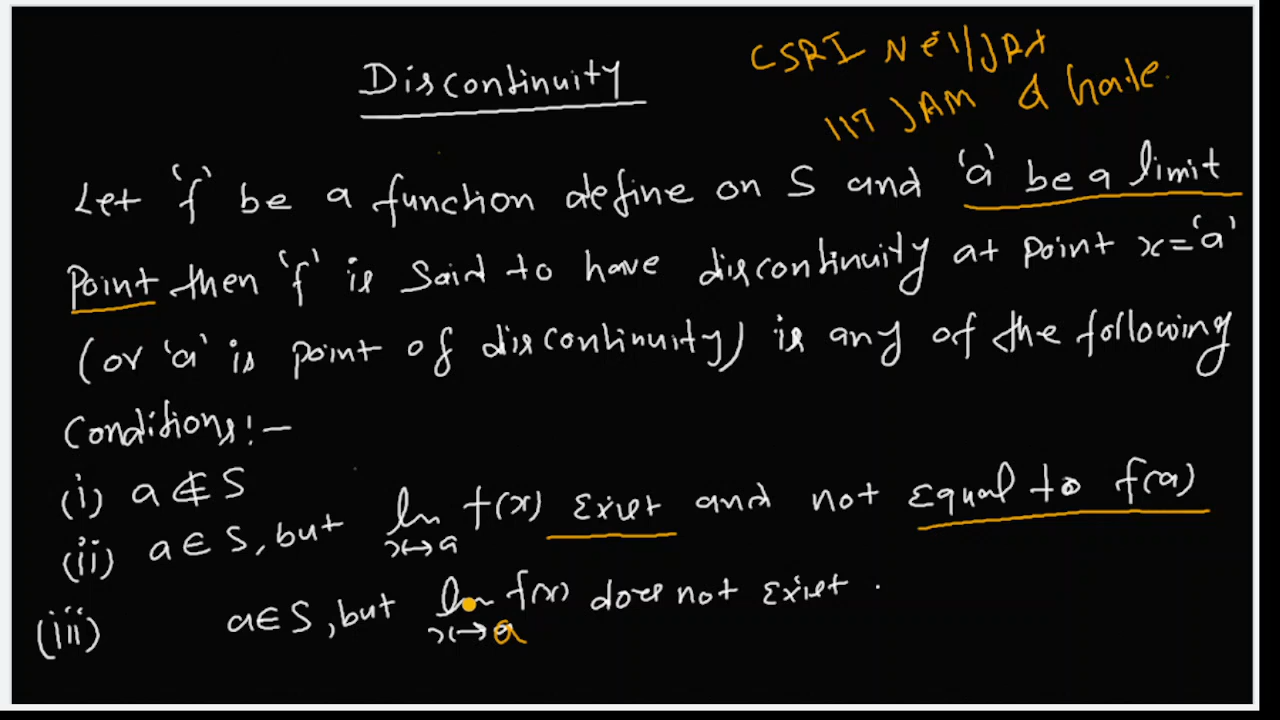 Discontinuity
CSRI Net/JRF
IIT JAM & Gate.
Let 'f' be a function define on S and 'a' be a limit
Point then 'f' is said to have discontinuity at point x='a'
(or 'a' is point of discontinuity) is any of the following
Conditions:-
(i) a ∉ S
(ii) a ∈ S, but lim x→a f(x) Exist and not Equal to f(a)
(iii) a ∈ S, but lim x→a f(x) does not Exist.